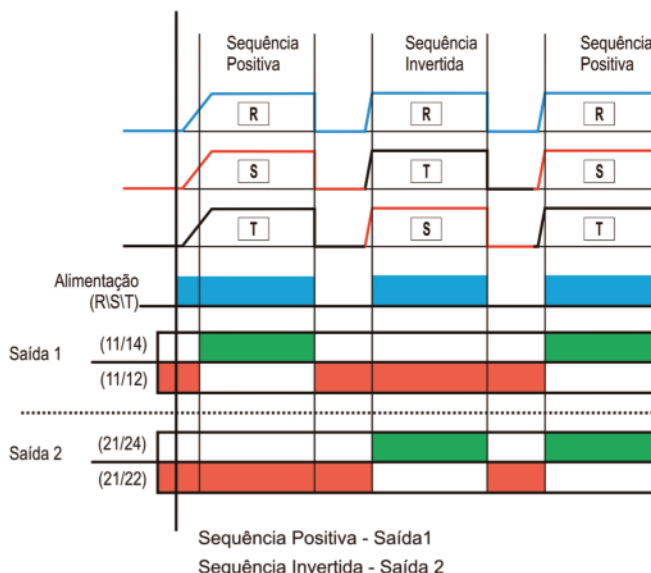 Sequência
Positiva
Sequência
Invertida
Sequência
Positiva
R
R
R
S
T
S
T
S
T
Alimentação
(R\S\T)
Saída 1
(11/14)
(11/12)
Saída 2
(21/24)
(21/22)
Sequência Positiva - Saída1
Sequência Invertida - Saída 2